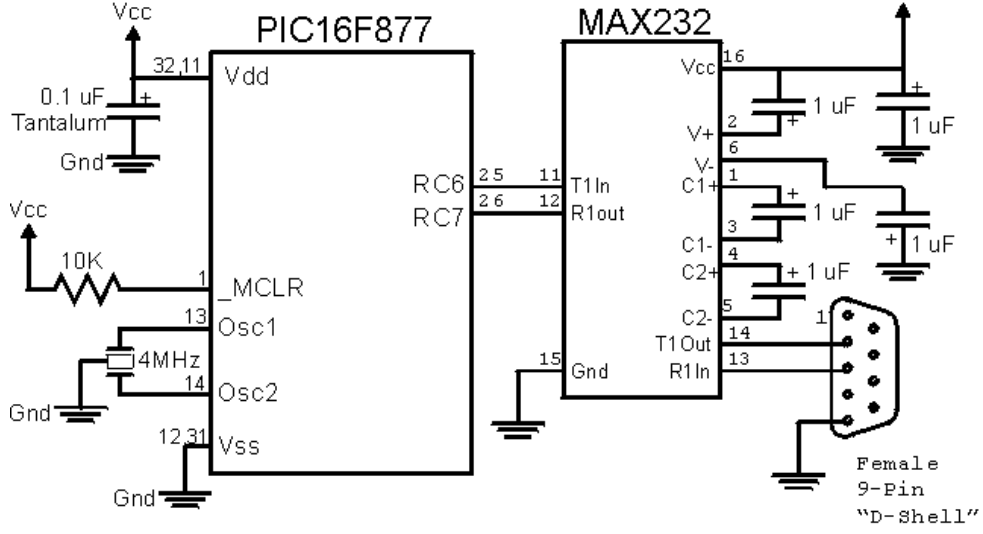 Vcc
PIC16F877
MAX232
32,11
Vdd
0.1 uF
Tantalum
+
Gnd
Vcc
10K
1
_MCLR
13
Osc1
4MHz
14
Osc2
Gnd
12,31
Vss
Gnd
RC6
25
11
T1In
RC7
26
12
R1out
15
Gnd
Vcc
16
1 uF
+
+
1 uF
V+
2
V-
6
C1+
1
+
1 uF
C1-
3
+
1 uF
C2+
4
+
1 uF
C2-
5
T1Out
14
R1In
13
1
Female
9-Pin
“D-Shell”